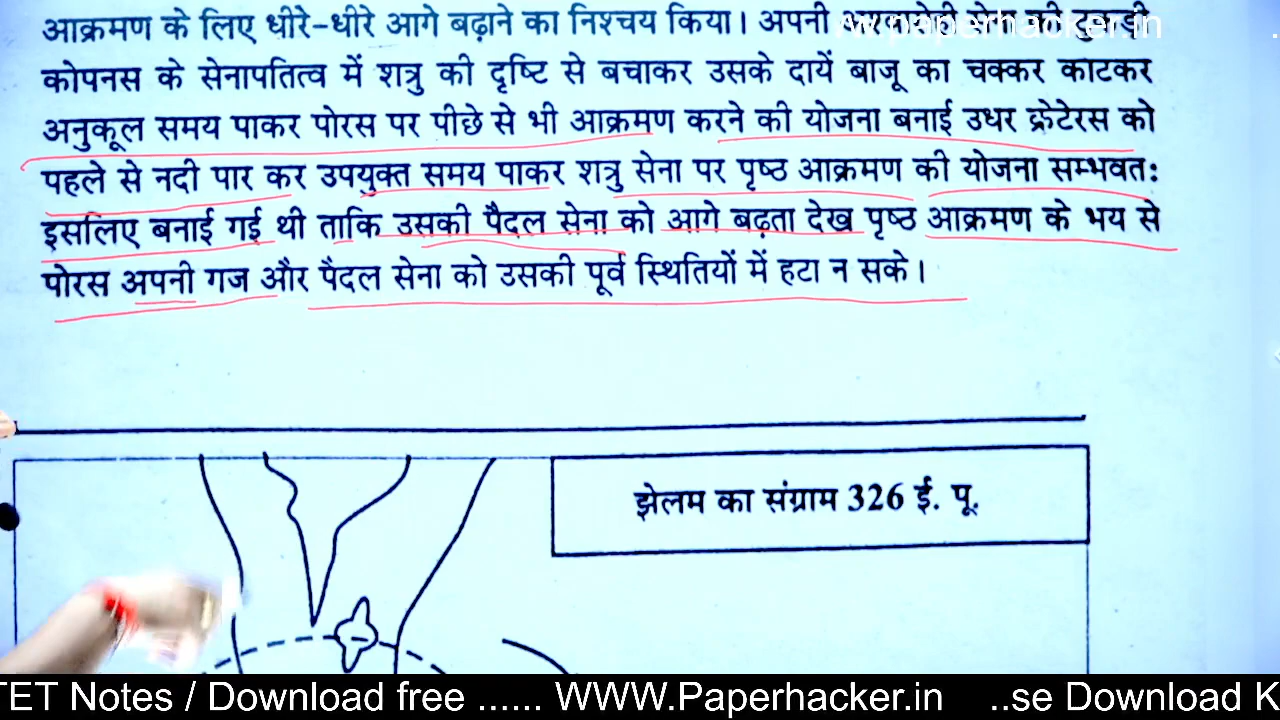 आक्रमण के लिए धीरे-धीरे आगे बढ़ाने का निश्चय किया। अपनी
कोपनस के सेनापतित्व में शत्रु की दृष्टि से बचाकर उसके दायें बाजू का चक्कर काटकर
अनुकूल समय पाकर पोरस पर पीछे से भी आक्रमण करने की योजना बनाई उधर क्रेटेरस को
पहले से नदी पार कर उपयुक्त समय पाकर शत्रु सेना पर पृष्ठ आक्रमण की योजना सम्भवतः
इसलिए बनाई गई थी ताकि उसकी पैदल सेना को आगे बढ़ता देख पृष्ठ आक्रमण के भय से
पोरस अपनी गज और पैदल सेना को उसकी पूर्व स्थितियों में हटा न सके।
झेलम का संग्राम 326 ई. पू.
TET Notes / Download free ...... WWW.Paperhacker.in ..se Download K